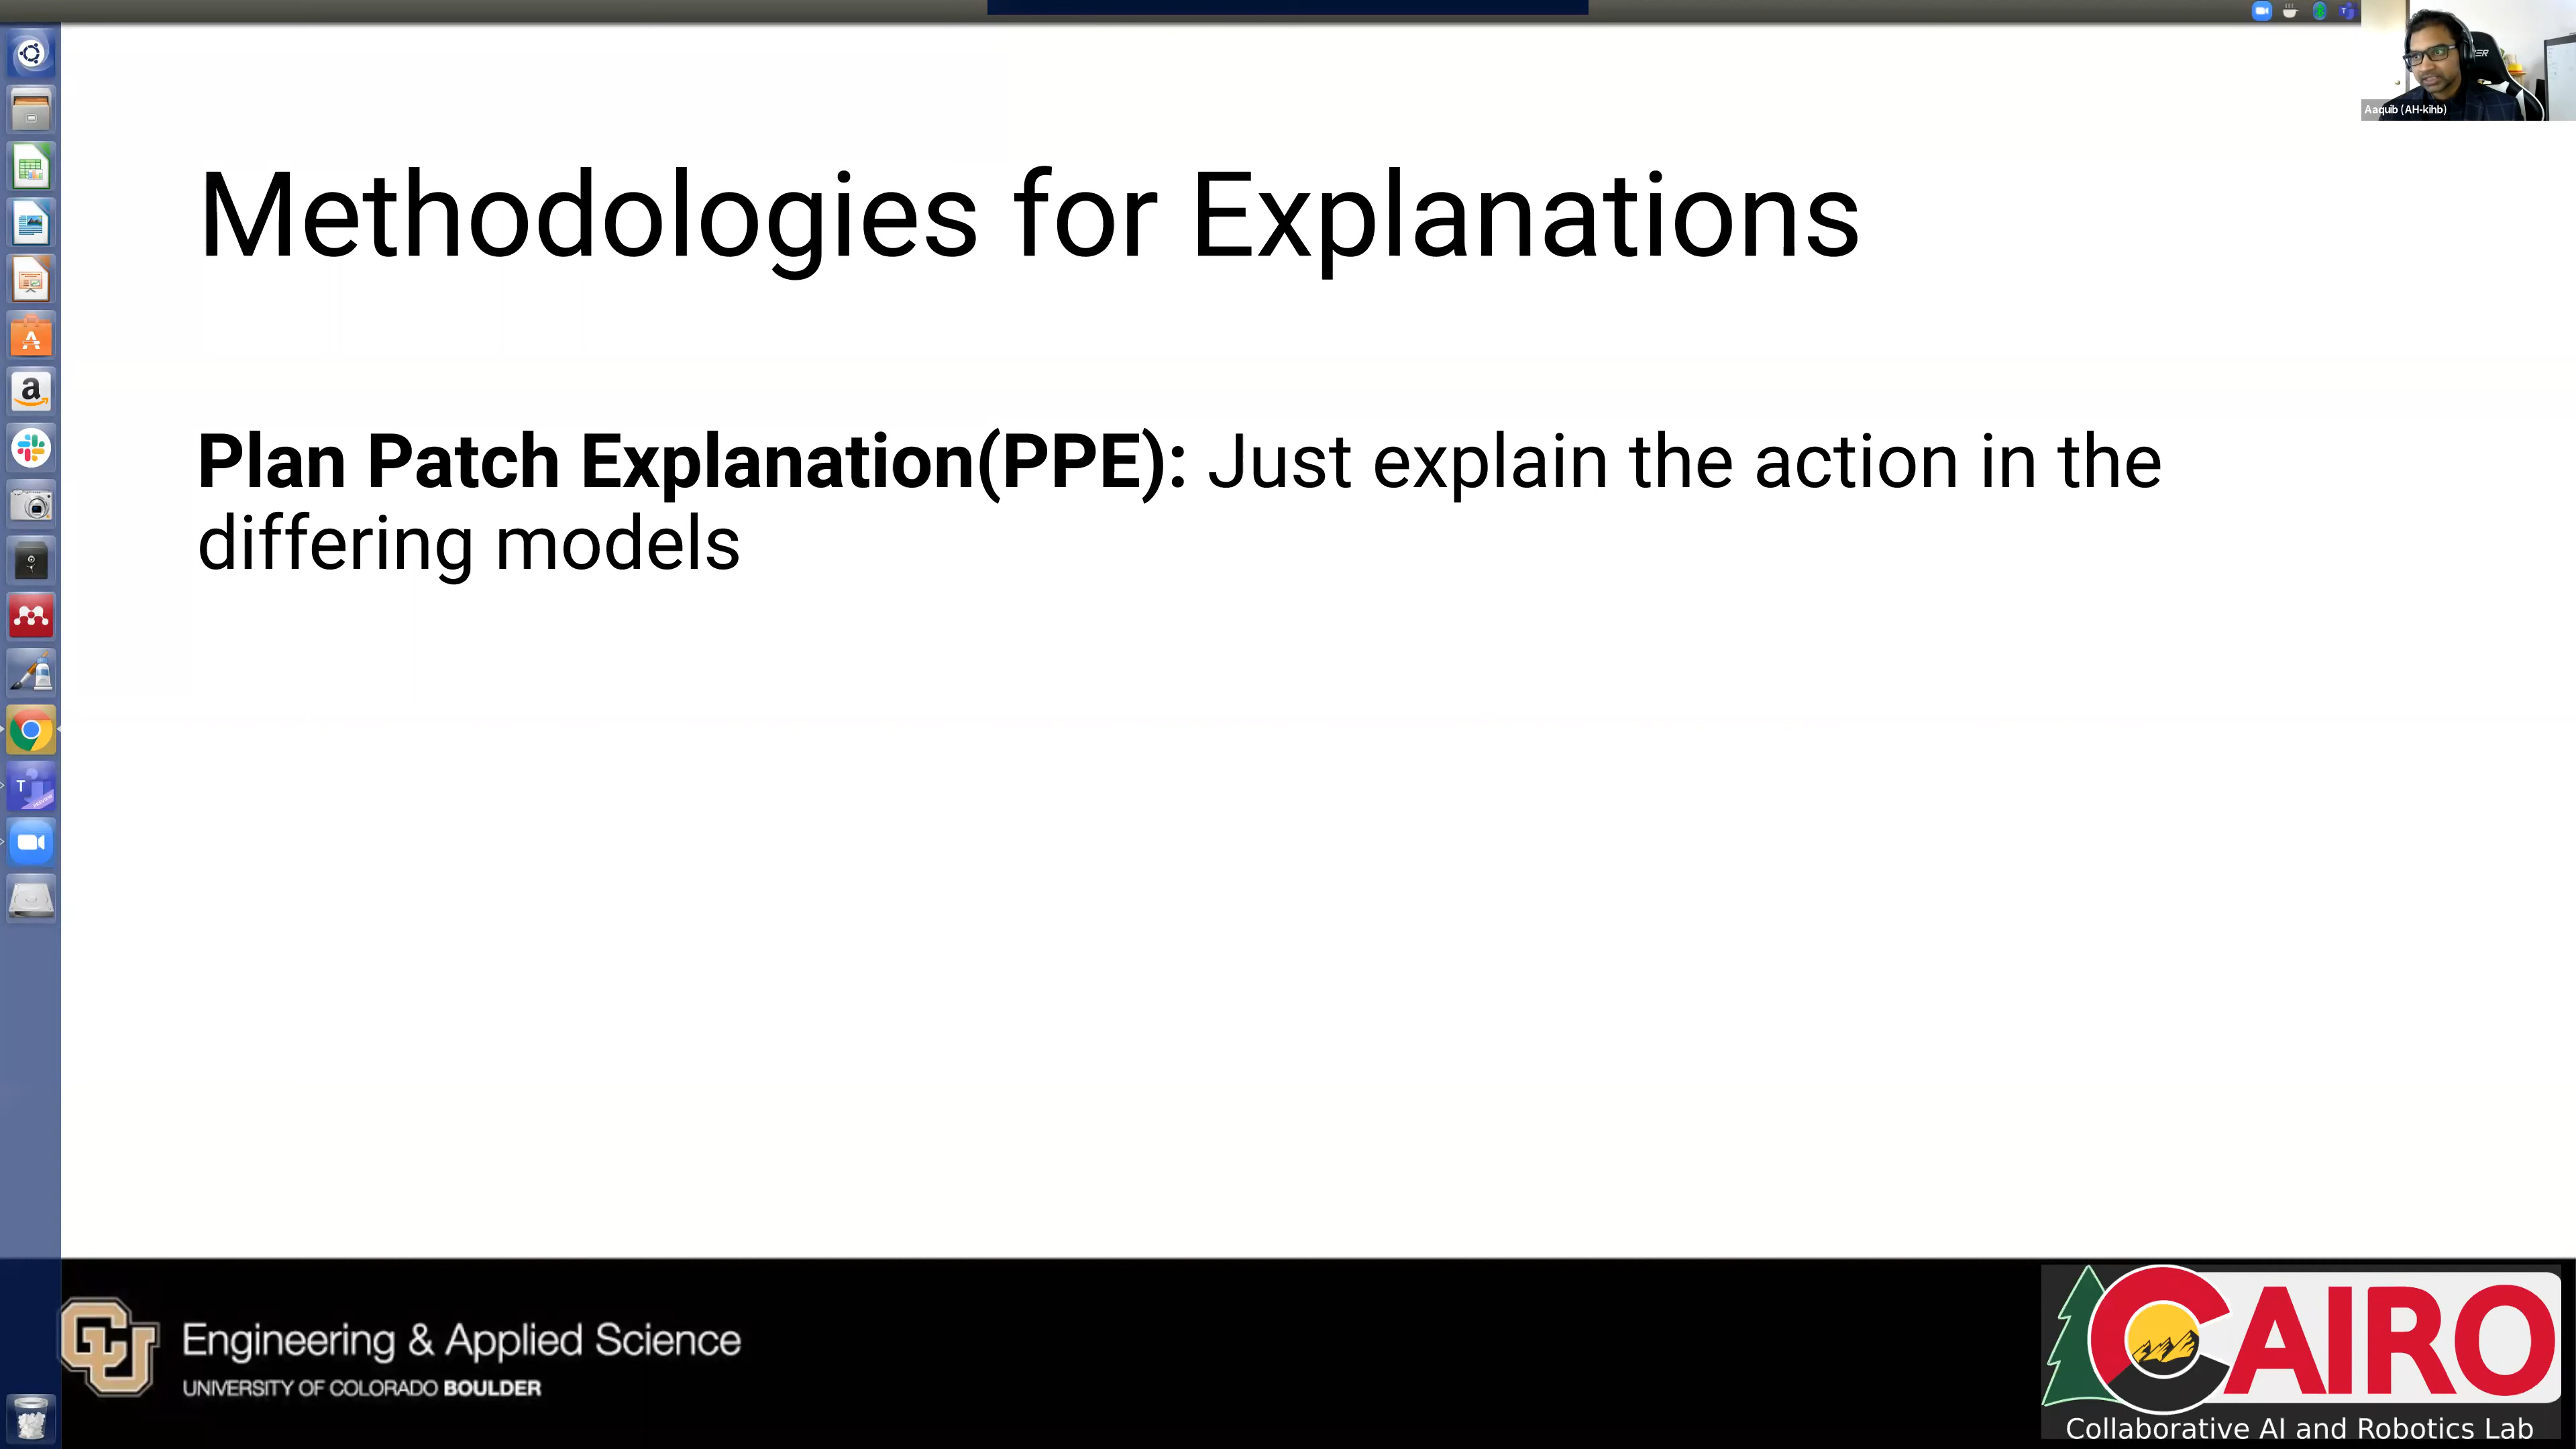 Aaquib (AH-kihb)
Methodologies for Explanations
Plan Patch Explanation(PPE): Just explain the action in the
differing models
Engineering & Applied Science
UNIVERSITY OF COLORADO BOULDER
CAIRO
Collaborative AI and Robotics Lab